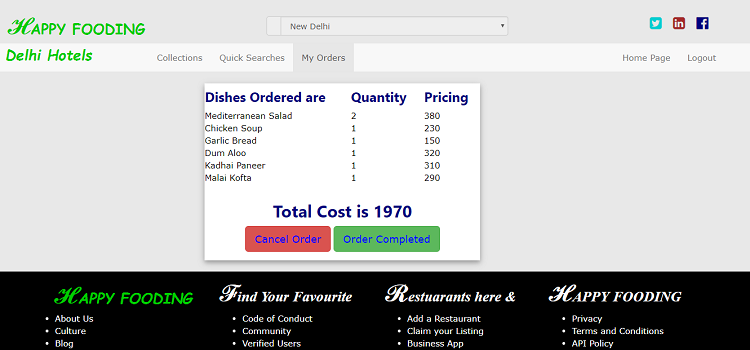 HAPPY FOODING
New Delhi
Delhi Hotels
Collections Quick Searches My Orders Home Page Logout
Dishes Ordered are Quantity Pricing
Mediterranean Salad 2 380
Chicken Soup 1 230
Garlic Bread 1 150
Dum Aloo 1 320
Kadhai Paneer 1 310
Malai Kofta 1 290
Total Cost is 1970
Cancel Order Order Completed
HAPPY FOODING Find Your Favourite Restuarants here & HAPPY FOODING
About Us Code of Conduct Add a Restaurant Privacy
Culture Community Claim your Listing Terms and Conditions
Blog Verified Users Business App API Policy